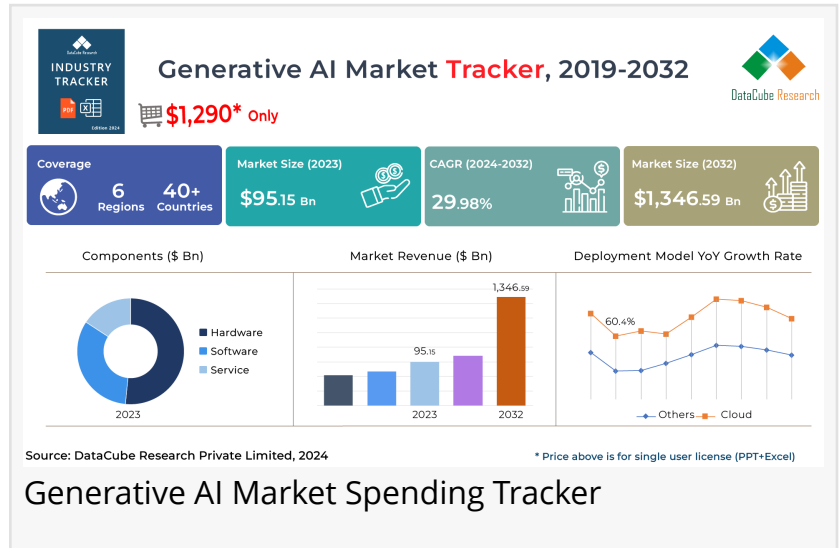 DataCube Research
INDUSTRY
TRACKER
PDF
X
Edition 2024
Generative AI Market Tracker, 2019-2032
$1,290* Only
DataCube Research
Coverage
6
Regions
40+
Countries
Market Size (2023)
$95.15 Bn
CAGR (2024-2032)
29.98%
Market Size (2032)
$1,346.59 Bn
Components ($ Bn)
Hardware
Software
Service
2023
Market Revenue ($ Bn)
1,346.59
95.15
2023 2032
Deployment Model YoY Growth Rate
60.4%
Others Cloud
Source: DataCube Research Private Limited, 2024
* Price above is for single user license (PPT+Excel)
Generative AI Market Spending Tracker